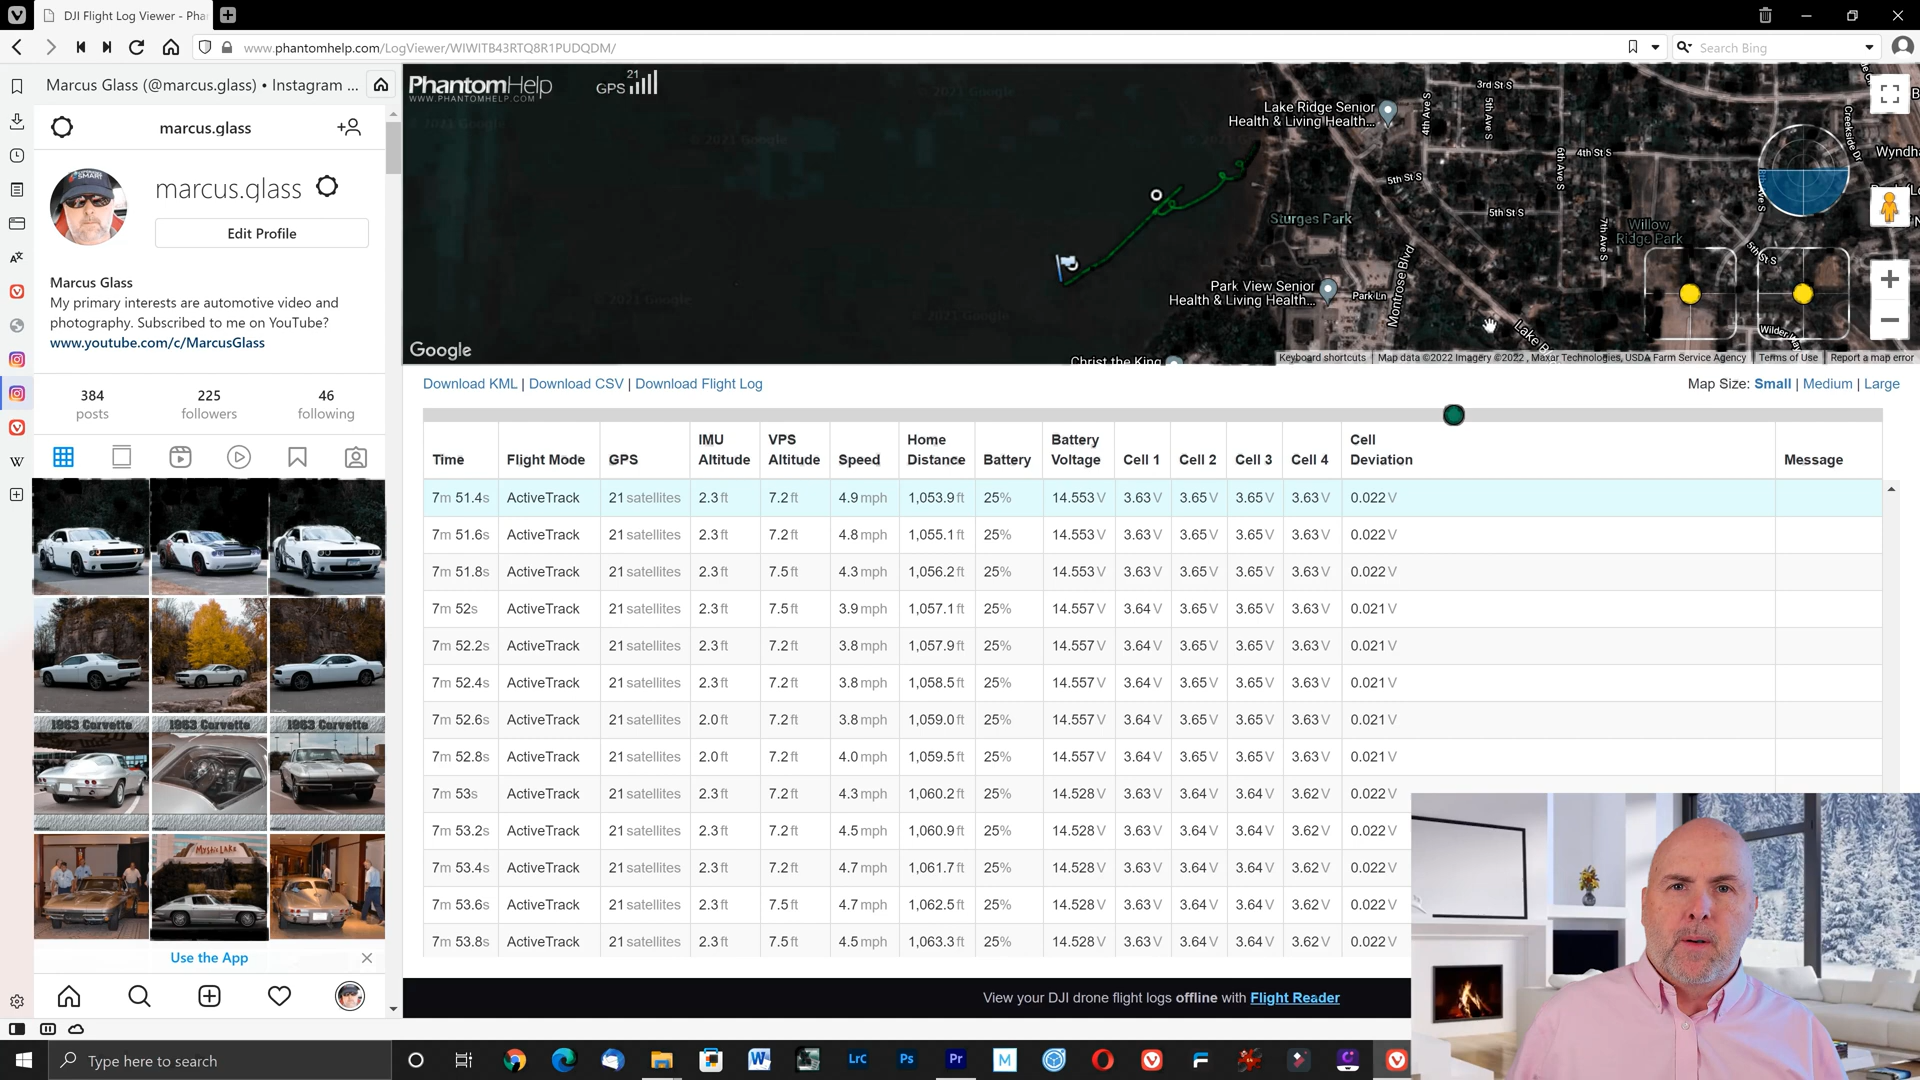 DJI Flight Log Viewer - Pha
www.phantomhelp.com/LogViewer/WIWITB43RTQ8R1PUDQDM/
Search Bing
Marcus Glass (@marcus.glass) • Instagram ...
marcus.glass
marcus.glass
Edit Profile
Marcus Glass
My primary interests are automotive video and
photography. Subscribed to me on YouTube?
www.youtube.com/c/MarcusGlass
384 225 46
posts followers following
1963 Corvette 1963 Corvette 1963 Corvette
Mystic Lake
Use the App
PhantomHelp
WWW.PHANTOMHELP.COM
GPS 21
Lake Ridge Senior
Health & Living Health...
3rd St S
4th Ave S
5th Ave S
4th St S
6th Ave S
5th St S
5th St S
7th Ave S
Sturges Park
Willow
Ridge Park
5th St S
Creekside Dr
Wyndha
Park View Senior
Health & Living Health...
Park Ln
Montrose Blvd
Wilder Way
Christ the King
Google
Keyboard shortcuts Map data ©2022 Imagery ©2022 , Maxar Technologies, USDA Farm Service Agency Terms of Use Report a map error
Download KML | Download CSV | Download Flight Log
Map Size: Small | Medium | Large
Time Flight Mode GPS IMU Altitude VPS Altitude Speed Home Distance Battery Battery Voltage Cell 1 Cell 2 Cell 3 Cell 4 Cell Deviation Message
7m 51.4s ActiveTrack 21 satellites 2.3 ft 7.2 ft 4.9 mph 1,053.9 ft 25% 14.553 V 3.63 V 3.65 V 3.65 V 3.63 V 0.022 V
7m 51.6s ActiveTrack 21 satellites 2.3 ft 7.2 ft 4.8 mph 1,055.1 ft 25% 14.553 V 3.63 V 3.65 V 3.65 V 3.63 V 0.022 V
7m 51.8s ActiveTrack 21 satellites 2.3 ft 7.5 ft 4.3 mph 1,056.2 ft 25% 14.553 V 3.63 V 3.65 V 3.65 V 3.63 V 0.022 V
7m 52s ActiveTrack 21 satellites 2.3 ft 7.5 ft 3.9 mph 1,057.1 ft 25% 14.557 V 3.64 V 3.65 V 3.65 V 3.63 V 0.021 V
7m 52.2s ActiveTrack 21 satellites 2.3 ft 7.2 ft 3.8 mph 1,057.9 ft 25% 14.557 V 3.64 V 3.65 V 3.65 V 3.63 V 0.021 V
7m 52.4s ActiveTrack 21 satellites 2.3 ft 7.2 ft 3.8 mph 1,058.5 ft 25% 14.557 V 3.64 V 3.65 V 3.65 V 3.63 V 0.021 V
7m 52.6s ActiveTrack 21 satellites 2.0 ft 7.2 ft 3.8 mph 1,059.0 ft 25% 14.557 V 3.64 V 3.65 V 3.65 V 3.63 V 0.021 V
7m 52.8s ActiveTrack 21 satellites 2.0 ft 7.2 ft 4.0 mph 1,059.5 ft 25% 14.557 V 3.64 V 3.65 V 3.65 V 3.63 V 0.021 V
7m 53s ActiveTrack 21 satellites 2.3 ft 7.2 ft 4.3 mph 1,060.2 ft 25% 14.528 V 3.63 V 3.64 V 3.64 V 3.62 V 0.022 V
7m 53.2s ActiveTrack 21 satellites 2.3 ft 7.2 ft 4.5 mph 1,060.9 ft 25% 14.528 V 3.63 V 3.64 V 3.64 V 3.62 V 0.022 V
7m 53.4s ActiveTrack 21 satellites 2.3 ft 7.2 ft 4.7 mph 1,061.7 ft 25% 14.528 V 3.63 V 3.64 V 3.64 V 3.62 V 0.022 V
7m 53.6s ActiveTrack 21 satellites 2.3 ft 7.5 ft 4.7 mph 1,062.5 ft 25% 14.528 V 3.63 V 3.64 V 3.64 V 3.62 V 0.022 V
7m 53.8s ActiveTrack 21 satellites 2.3 ft 7.5 ft 4.5 mph 1,063.3 ft 25% 14.528 V 3.63 V 3.64 V 3.64 V 3.62 V 0.022 V
View your DJI drone flight logs offline with Flight Reader
Type here to search
LrC Ps Pr M